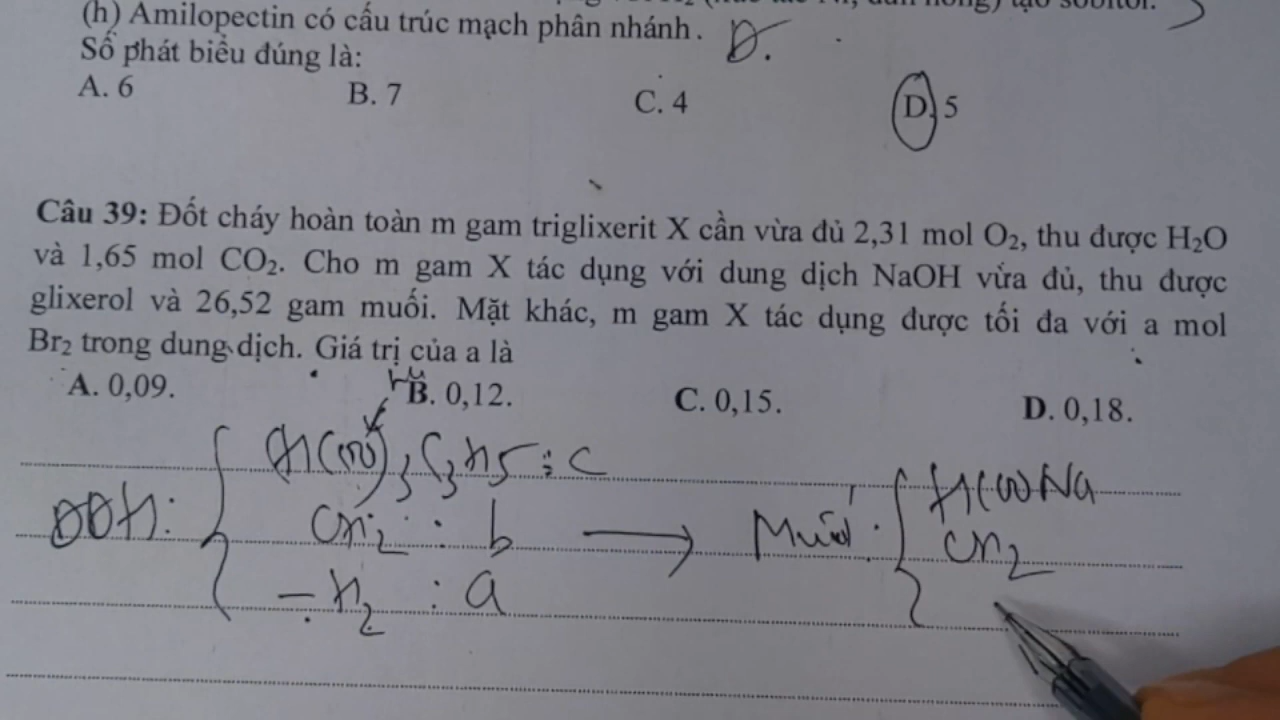 (h) Amilopectin có cấu trúc mạch phân nhánh. Đ.
Số phát biểu đúng là:
A. 6 B. 7 C. 4 D. 5
Câu 39: Đốt cháy hoàn toàn m gam triglixerit X cần vừa đủ 2,31 mol O₂, thu được H₂O
và 1,65 mol CO₂. Cho m gam X tác dụng với dung dịch NaOH vừa đủ, thu được
glixerol và 26,52 gam muối. Mặt khác, m gam X tác dụng được tối đa với a mol
Br₂ trong dung dịch. Giá trị của a là
A. 0,09. B. 0,12. C. 0,15. D. 0,18.
(HCOO)₃C₃H₅ : c
ĐĐH: CH₂ : b → Muối: HCOONa
CH₂
- H₂ : a